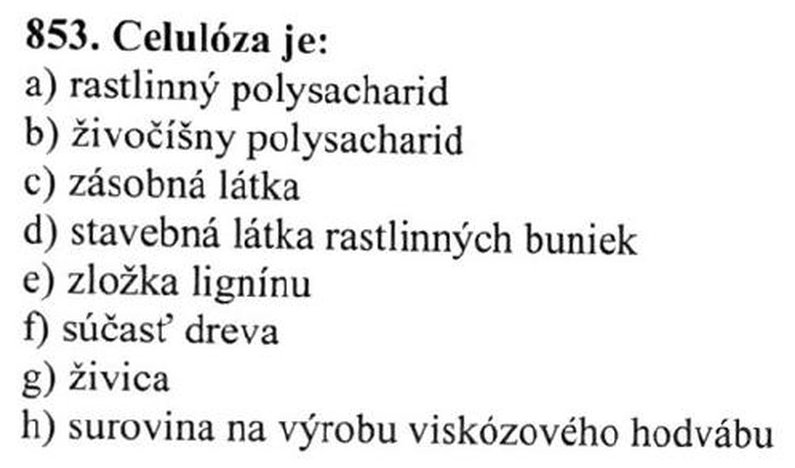 853. Celulóza je:
a) rastlinný polysacharid
b) živočíšny polysacharid
c) zásobná látka
d) stavebná látka rastlinných buniek
e) zložka lignínu
f) súčasť dreva
g) živica
h) surovina na výrobu viskózového hodvábu